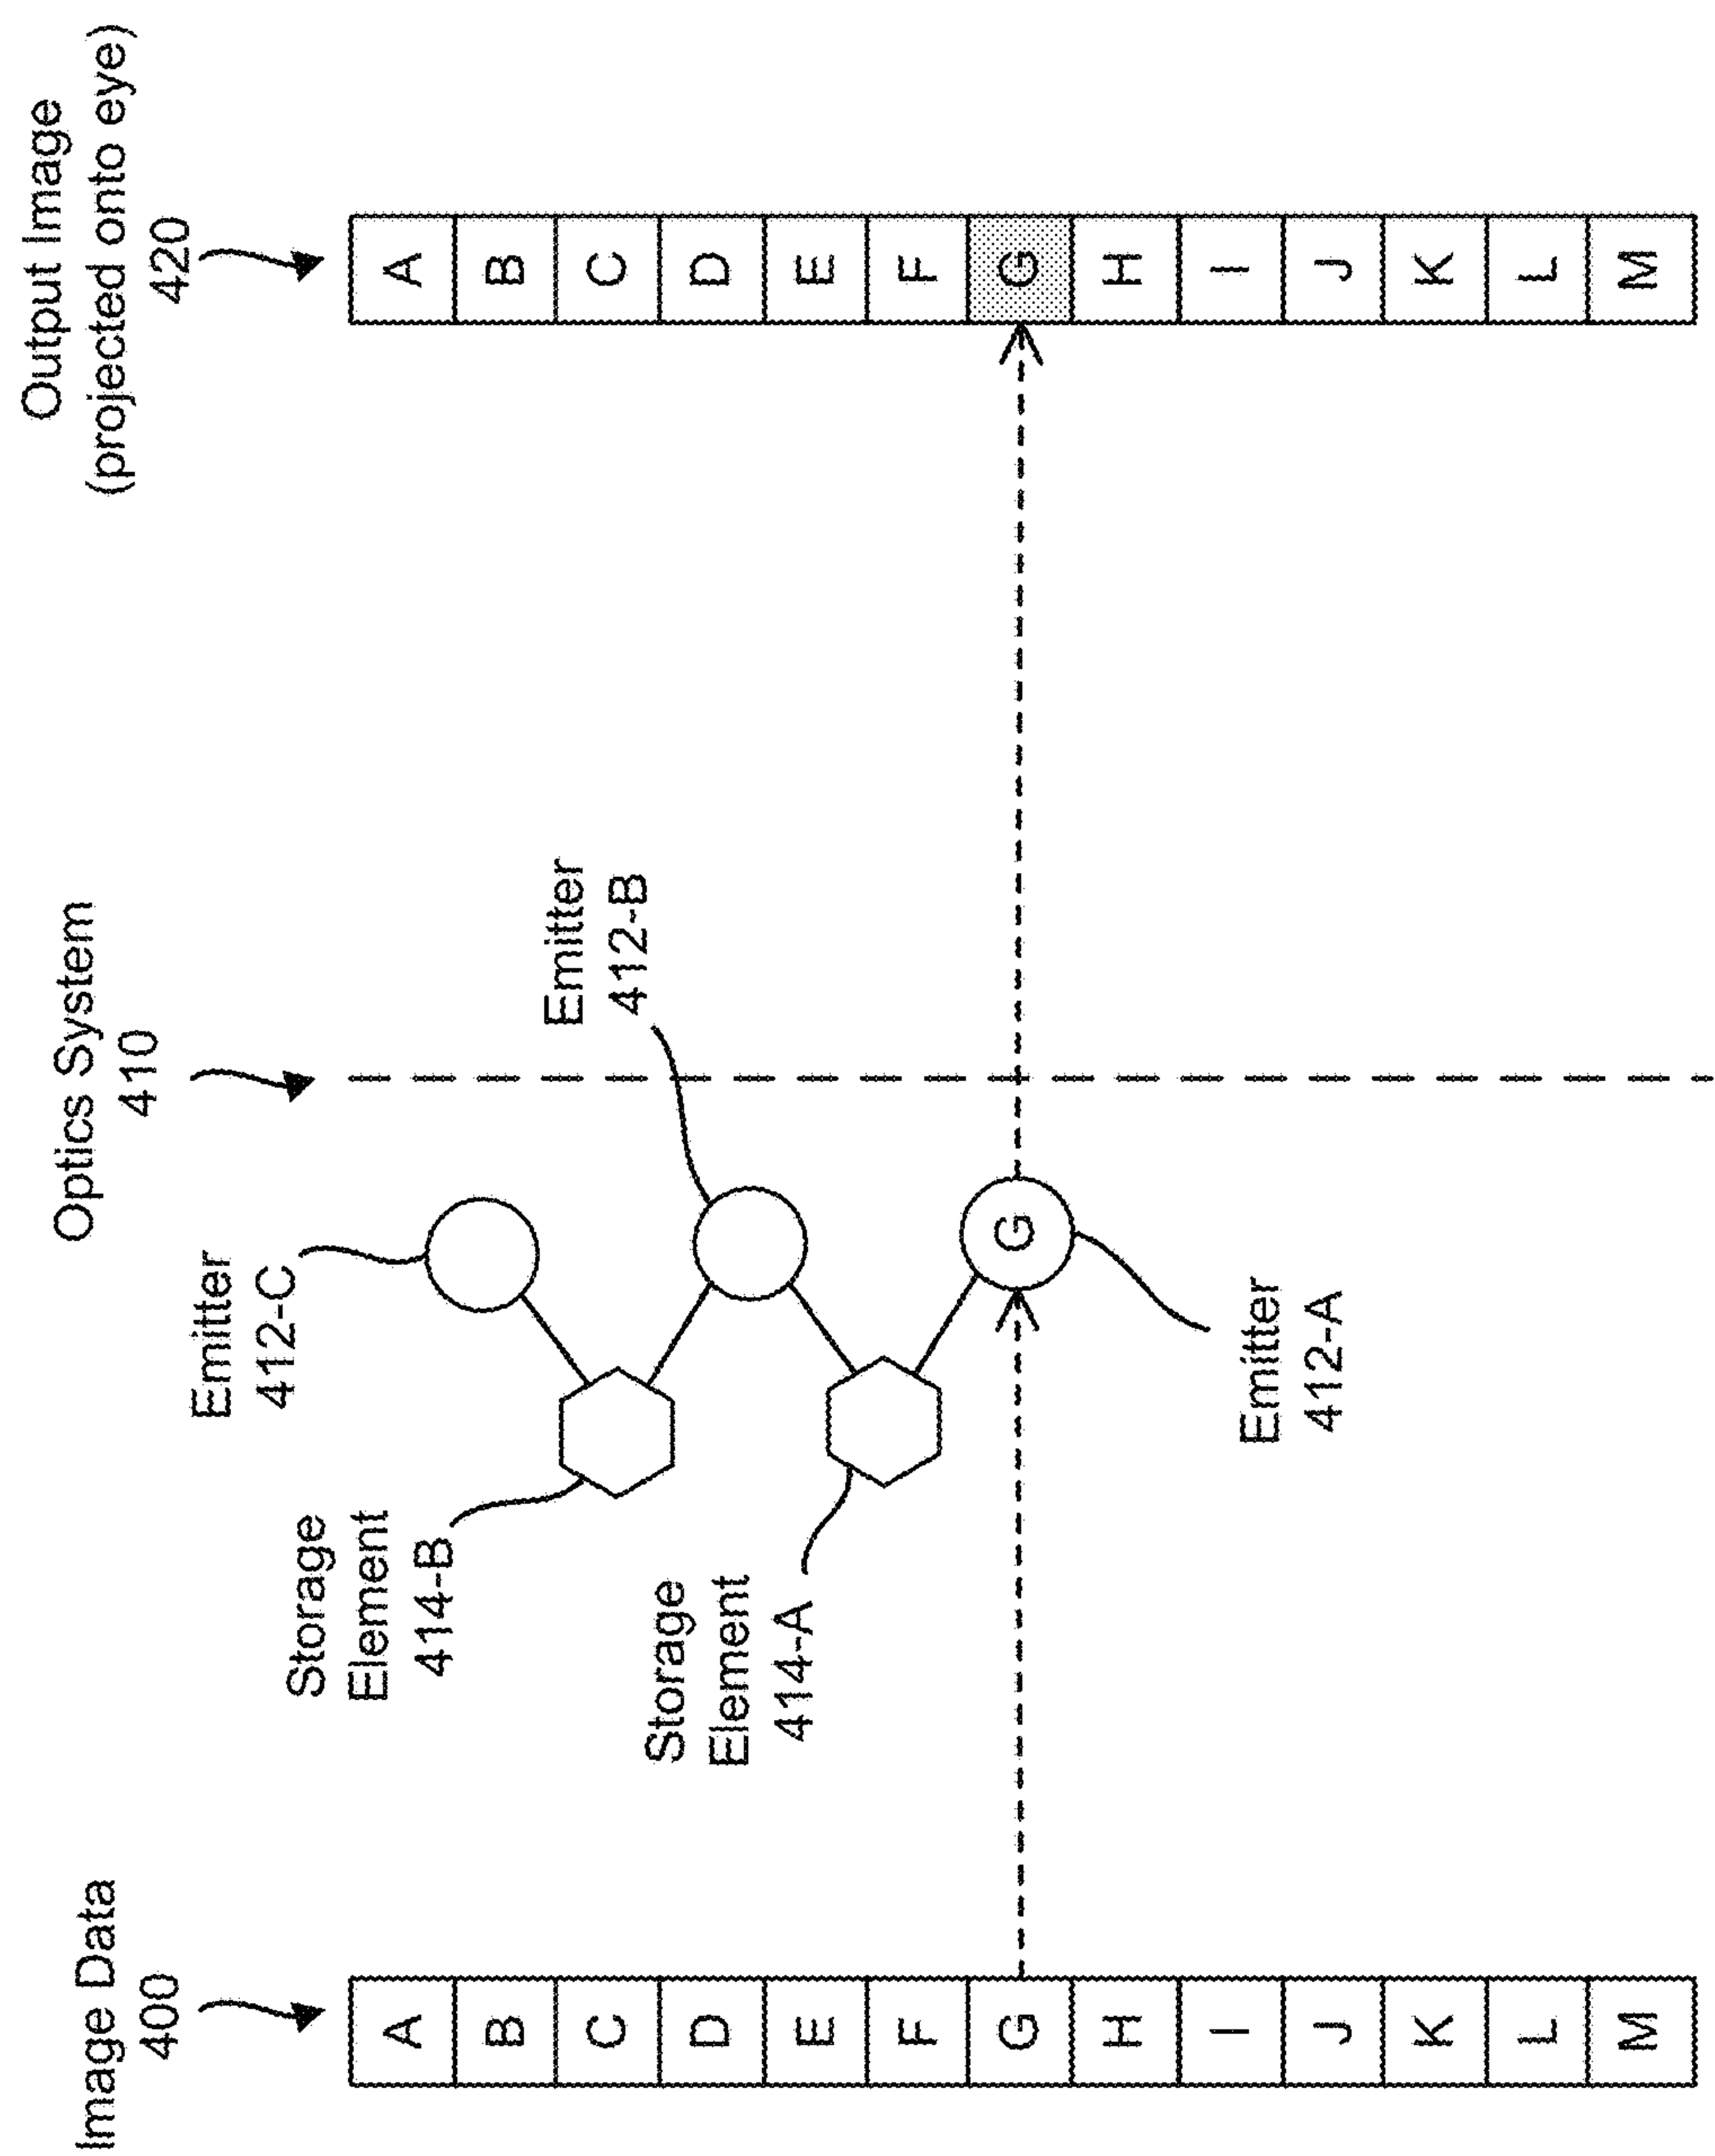 Image Data
400
A
B
C
D
E
F
G
H
I
J
K
L
M
Optics System
410
Emitter
412-C
Storage
Element
414-B
Emitter
412-B
Storage
Element
414-A
G
Emitter
412-A
Output Image
(projected onto eye)
420
A
B
C
D
E
F
G
H
I
J
K
L
M